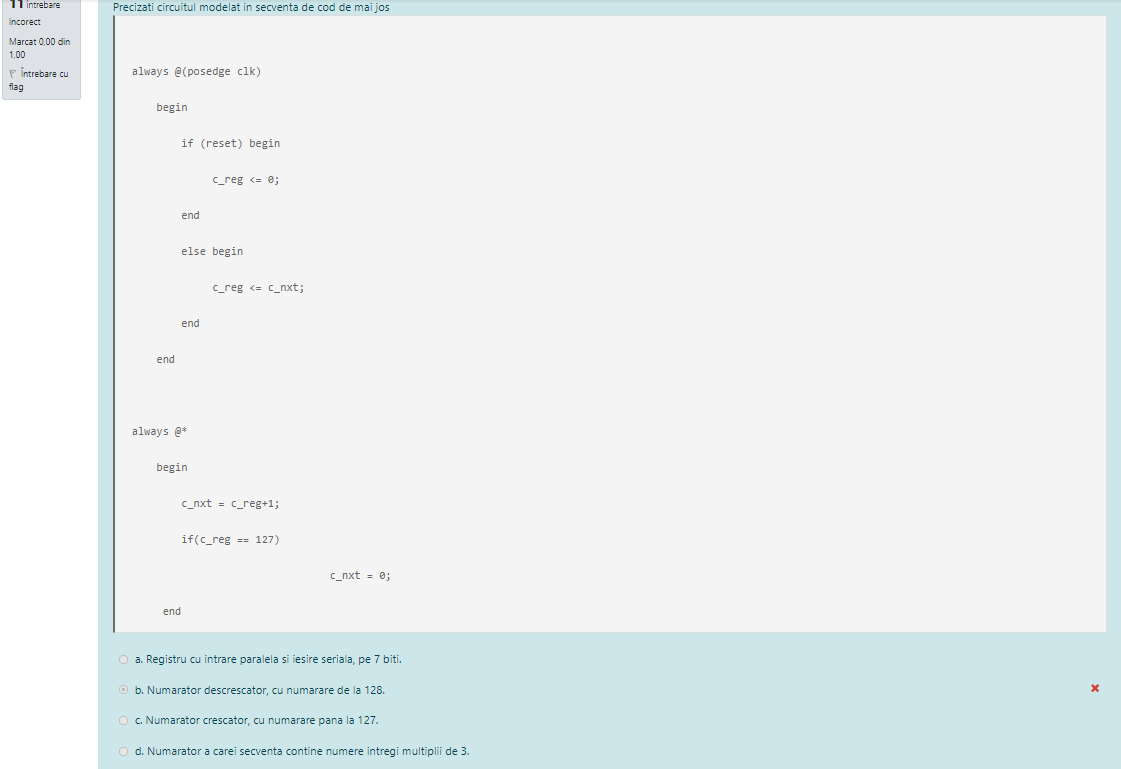 11 întrebare
Incorect
Marcat 0,00 din
1,00
Întrebare cu
flag
Precizati circuitul modelat in secventa de cod de mai jos
always @(posedge clk)
begin
if (reset) begin
c_reg <= 0;
end
else begin
c_reg <= c_nxt;
end
end
always @*
begin
c_nxt = c_reg+1;
if(c_reg == 127)
c_nxt = 0;
end
a. Registru cu intrare paralela si iesire seriala, pe 7 biti.
b. Numarator descrescator, cu numarare de la 128.
c. Numarator crescator, cu numarare pana la 127.
d. Numarator a carei secventa contine numere intregi multiplii de 3.